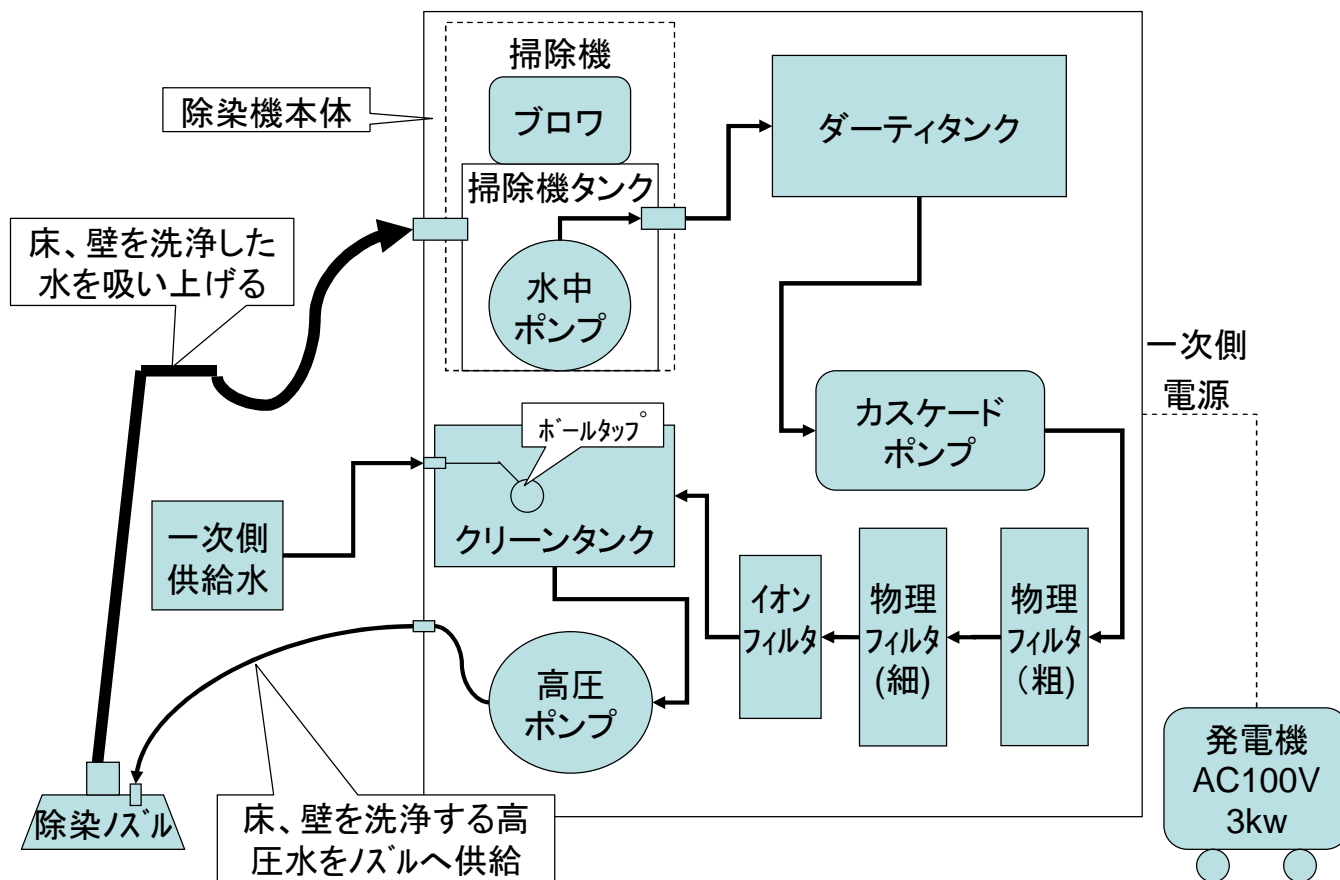 掃除機
除染機本体
ブロワ
ダーティタンク
掃除機タンク
床、壁を洗浄した
水を吸い上げる
水中
ポンプ
一次側
電源
カスケード
ポンプ
ﾎﾞｰﾙﾀｯﾌﾟ
クリーンタンク
一次側
供給水
ｲｵﾝ
ﾌｨﾙﾀ
物理
ﾌｨﾙﾀ
(細)
物理
ﾌｨﾙﾀ
（粗)
高圧
ポンプ
発電機
AC100V
3kw
除染ﾉｽﾞﾙ
床、壁を洗浄する高
圧水をﾉｽﾞﾙへ供給